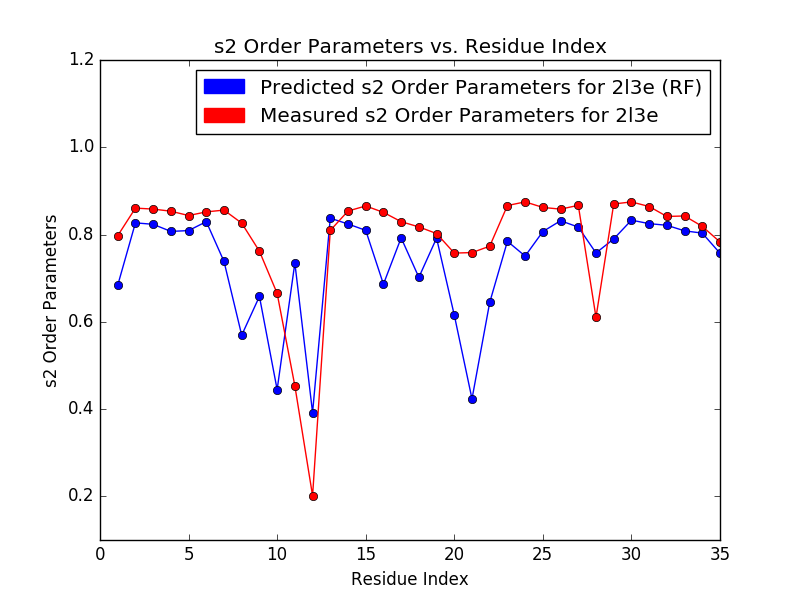 s2 Order Parameters vs. Residue Index
Predicted s2 Order Parameters for 2l3e (RF)
Measured s2 Order Parameters for 2l3e
s2 Order Parameters
1.2
1.0
0.8
0.6
0.4
0.2
0 5 10 15 20 25 30 35
Residue Index